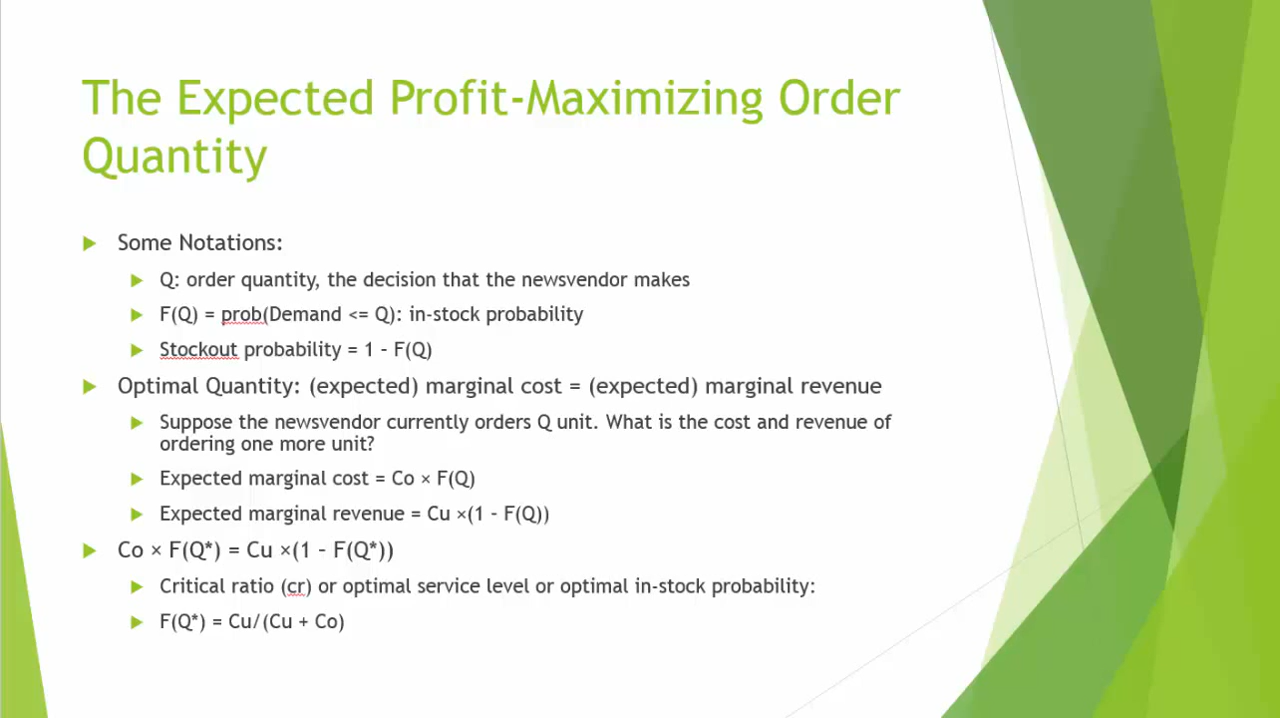 The Expected Profit-Maximizing Order
Quantity
Some Notations:
Q: order quantity, the decision that the newsvendor makes
F(Q) = prob(Demand <= Q): in-stock probability
Stockout probability = 1 – F(Q)
Optimal Quantity: (expected) marginal cost = (expected) marginal revenue
Suppose the newsvendor currently orders Q unit. What is the cost and revenue of
ordering one more unit?
Expected marginal cost = Co × F(Q)
Expected marginal revenue = Cu ×(1 – F(Q))
Co × F(Q*) = Cu ×(1 – F(Q*))
Critical ratio (cr) or optimal service level or optimal in-stock probability:
F(Q*) = Cu/(Cu + Co)